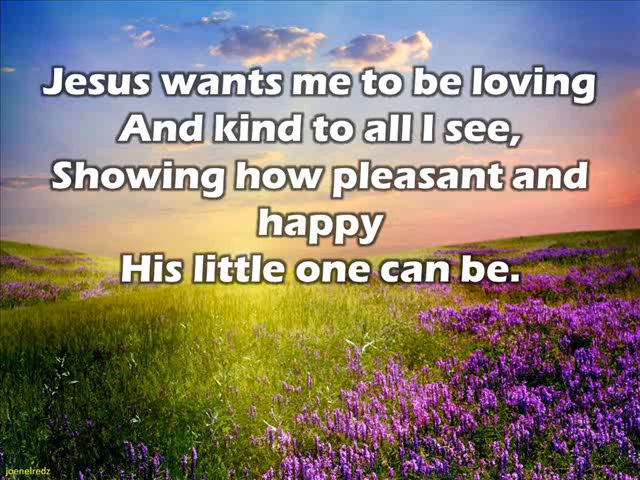 Jesus wants me to be loving
And kind to all I see,
Showing how pleasant and
happy
His little one can be.
joenelredz